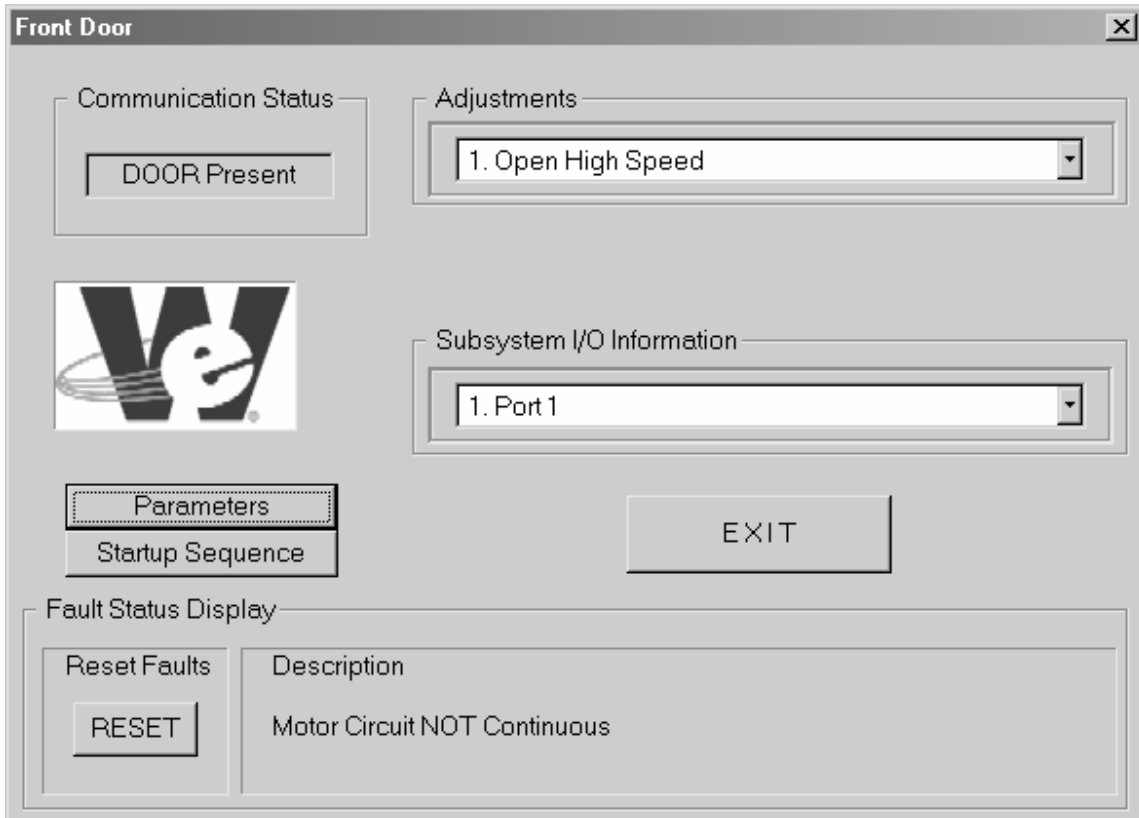 Front Door
Communication Status
DOOR Present
Adjustments
1. Open High Speed
We
Subsystem I/O Information
1. Port 1
Parameters
Startup Sequence
EXIT
Fault Status Display
Reset Faults
RESET
Description
Motor Circuit NOT Continuous